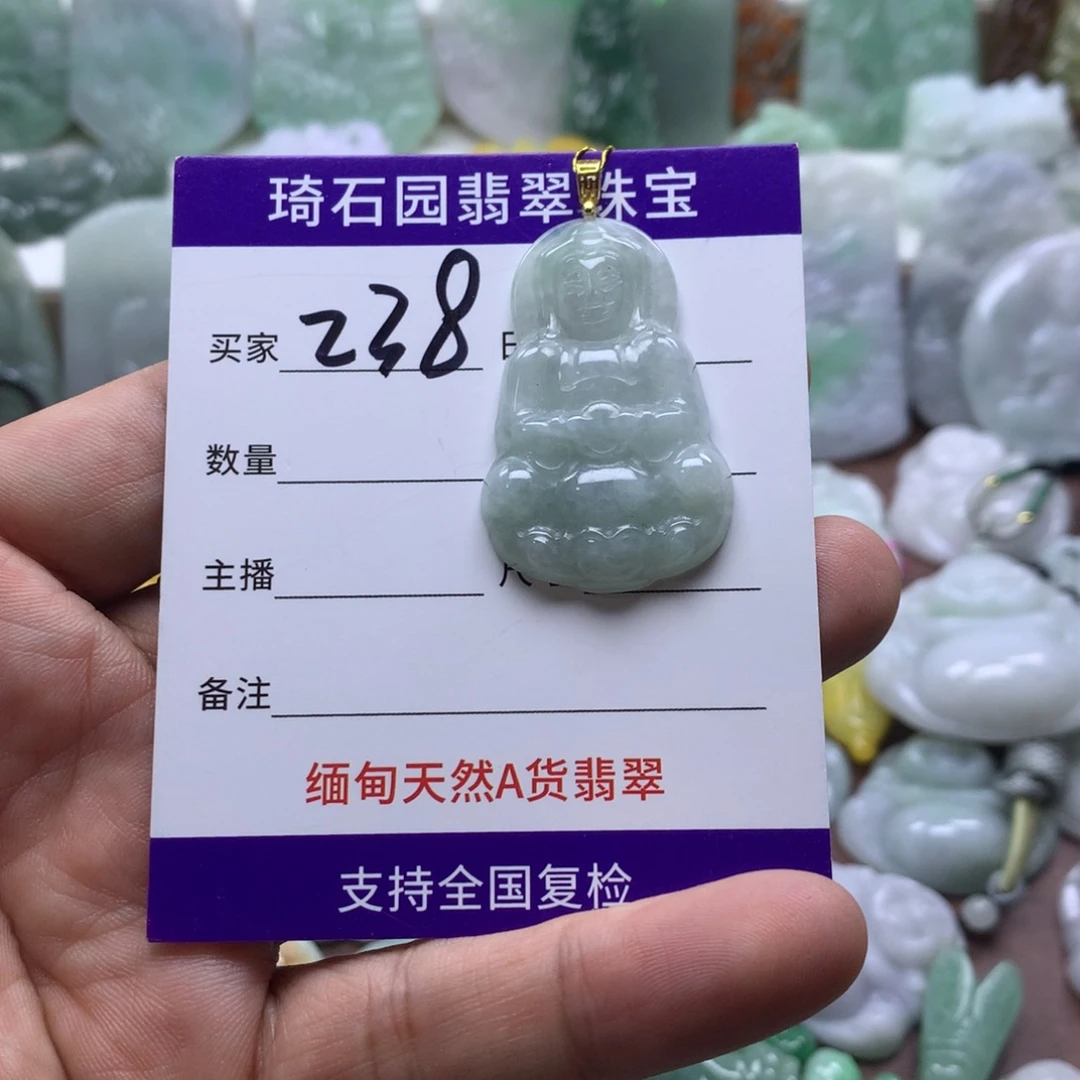 琦石园翡翠珠宝
买家 238 日
数量
主播
备注
缅甸天然A货翡翠
支持全国复检